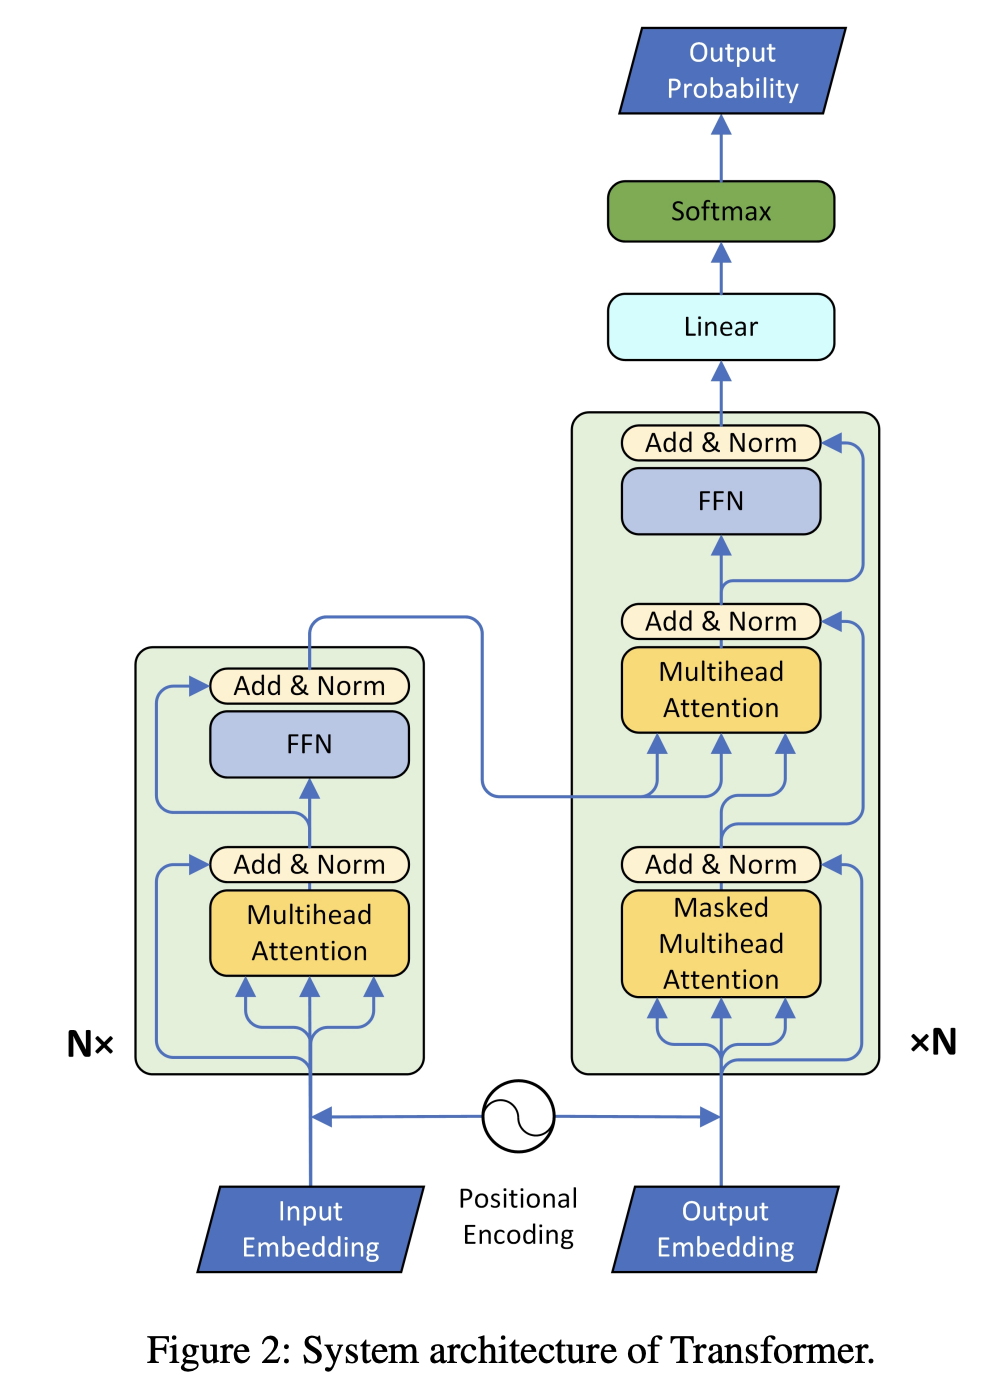 Output
Probability
Softmax
Linear
Add & Norm
FFN
Add & Norm
Multihead
Attention
Add & Norm
Masked
Multihead
Attention
×N
Add & Norm
FFN
Add & Norm
Multihead
Attention
N×
Positional
Encoding
Input
Embedding
Output
Embedding
Figure 2: System architecture of Transformer.